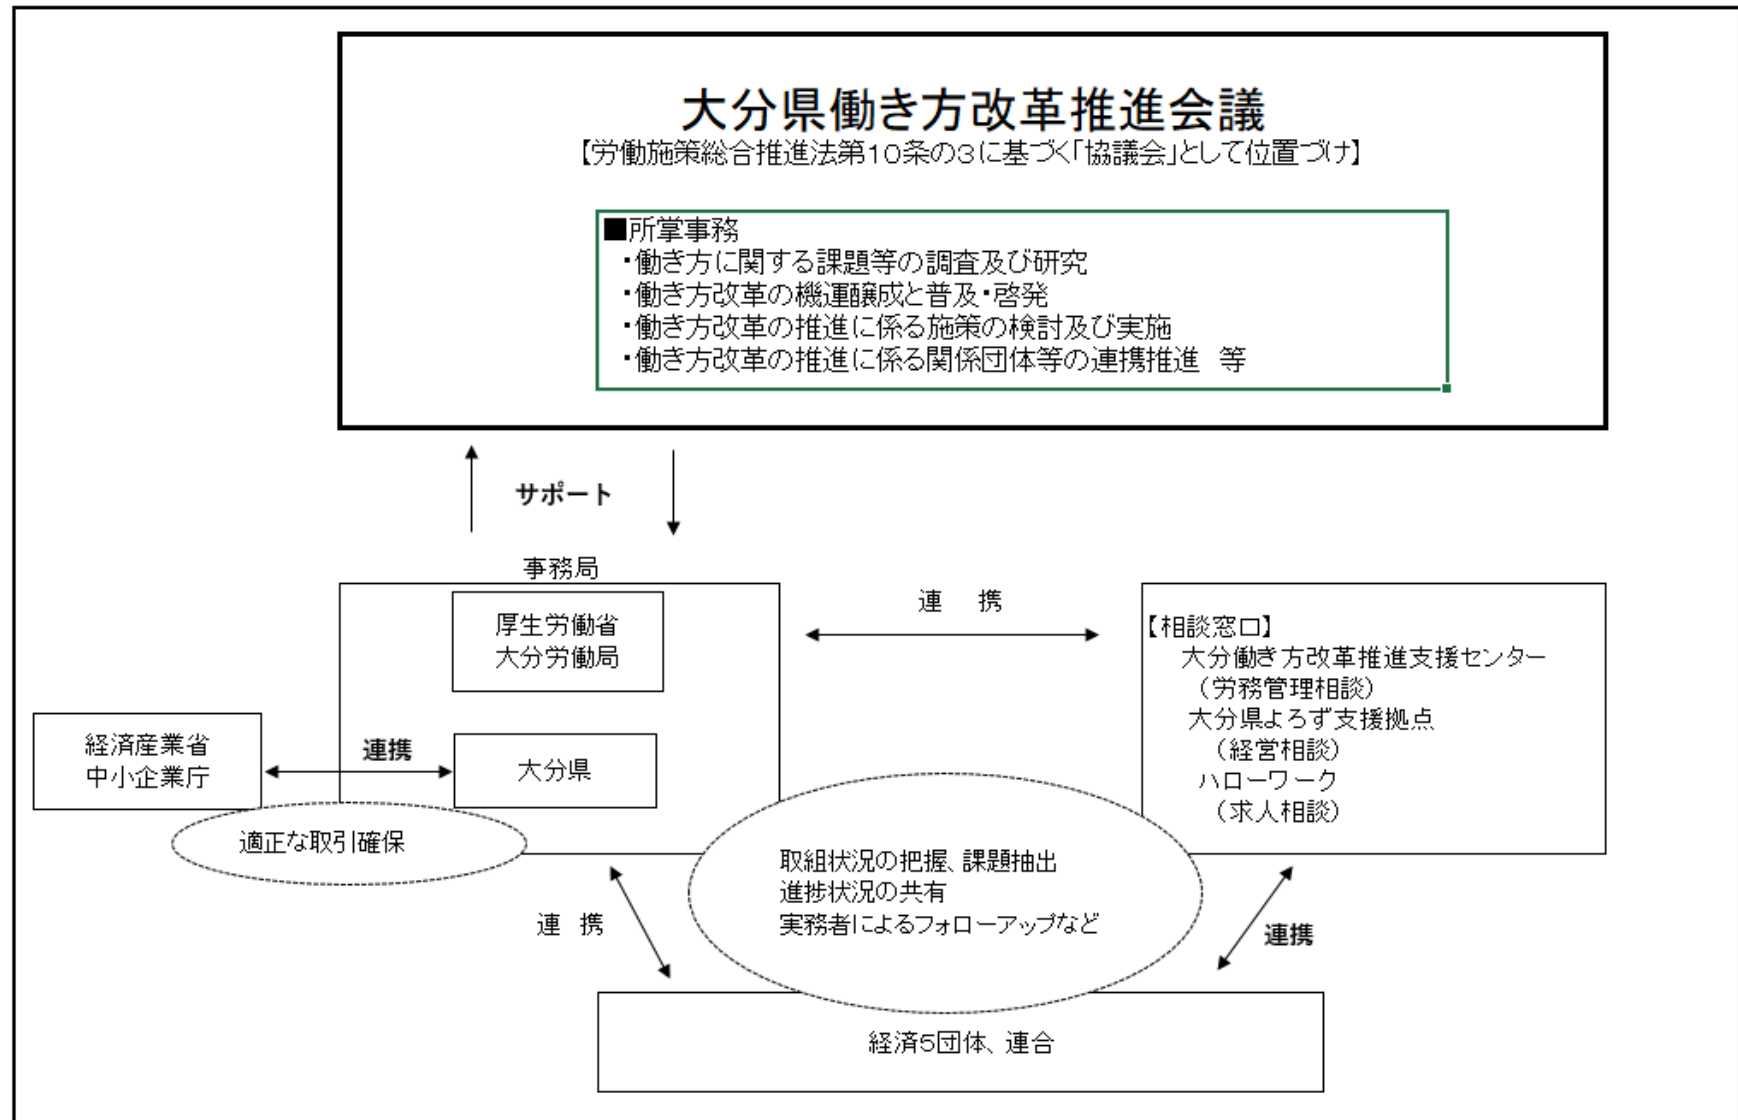 大分県働き方改革推進会議
【労働施策総合推進法第10条の3に基づく「協議会」として位置づけ】
■所掌事務
・働き方に関する課題等の調査及び研究
・働き方改革の機運醸成と普及・啓発
・働き方改革の推進に係る施策の検討及び実施
・働き方改革の推進に係る関係団体等の連携推進　等
サポート
事務局
厚生労働省
大分労働局
連　携
【相談窓口】
大分働き方改革推進支援センター
（労務管理相談）
大分県よろず支援拠点
（経営相談）
ハローワーク
（求人相談）
経済産業省
中小企業庁
連携
大分県
適正な取引確保
取組状況の把握、課題抽出
進捗状況の共有
実務者によるフォローアップなど
連　携
連携
経済5団体、連合